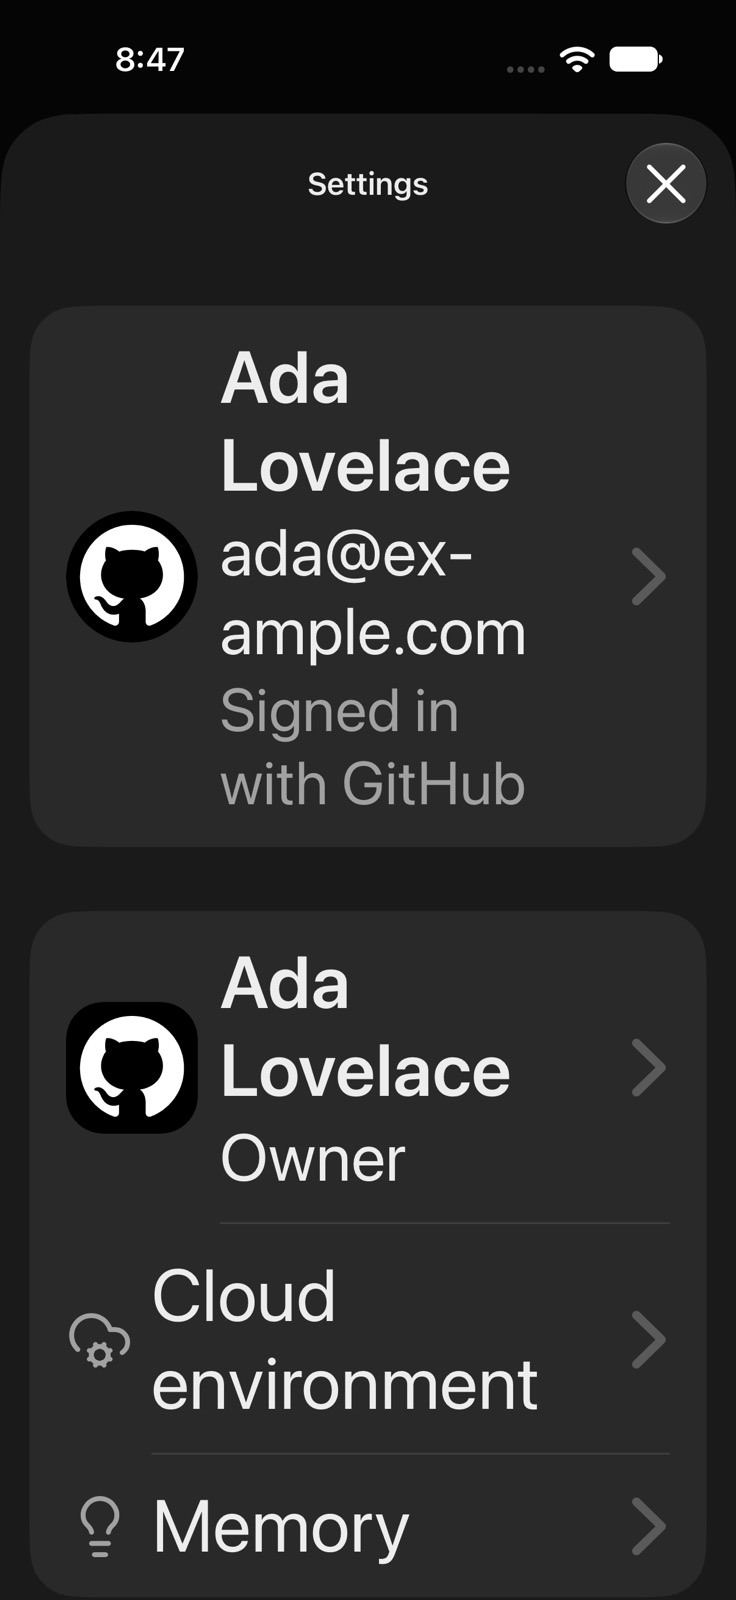 8:47
Settings
Ada
Lovelace
ada@ex-
ample.com
Signed in
with GitHub
Ada
Lovelace
Owner
Cloud
environment
Memory